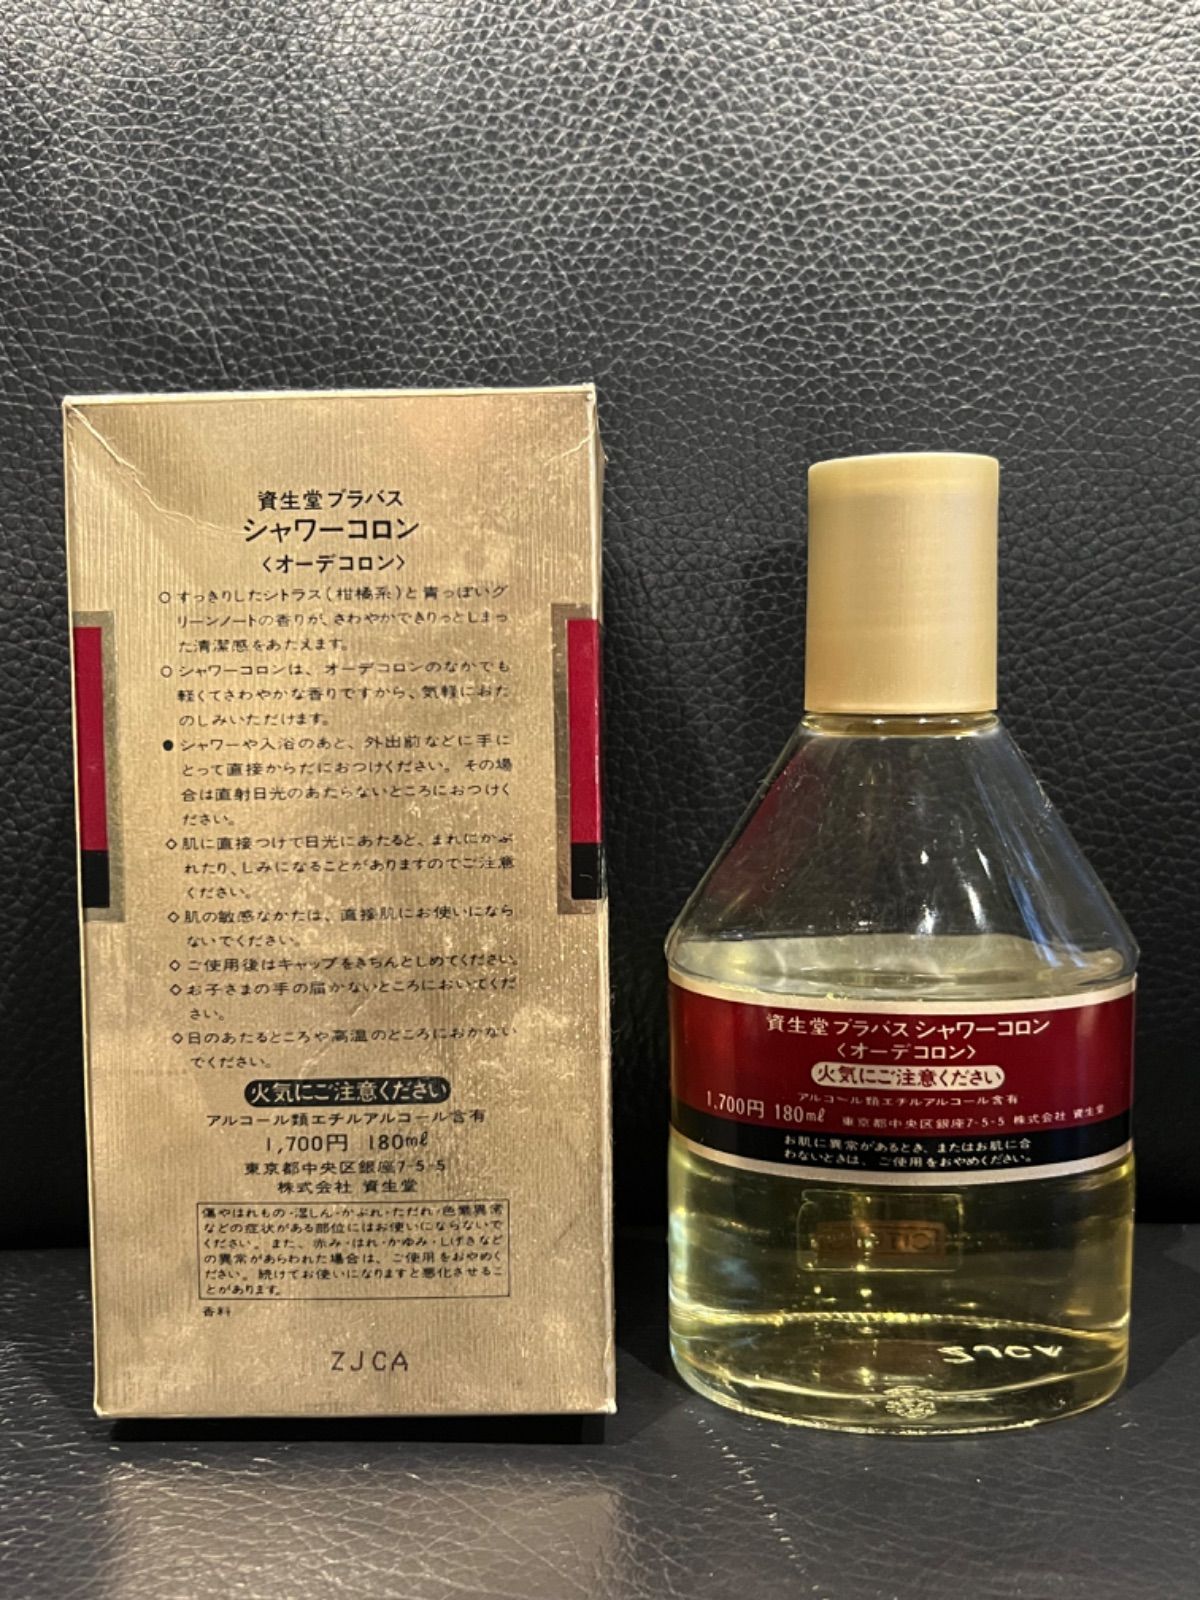 資生堂ブラバス
シャワーコロン
〈オーデコロン〉
○ すっきりしたシトラス(柑橘系)と青っぽいグ
リーンノートの香りが、さわやかできりっとしまっ
た清潔感をあたえます。
○ シャワーコロンは、オーデコロンのなかでも
軽くてさわやかな香りですから、気軽におた
のしみいただけます。
● シャワーや入浴のあと、外出前などに手に
とって直接からだにおつけください。その場
合は直射日光のあたらないところにおつけく
ださい。
◇ 肌に直接つけて日光にあたると、まれにかぶ
れたり、しみになることがありますのでご注意
ください。
◇ 肌の敏感なかたは、直接肌にお使いになら
ないでください。
◇ ご使用後はキャップをきちんとしめてください。
◇ お子さまの手の届かないところにおいてくだ
さい。
◇ 日のあたるところや高温のところにおかない
でください。
火気にご注意ください
アルコール類エチルアルコール含有
1,700円 180mℓ
東京都中央区銀座7-5-5
株式会社 資生堂
傷やはれもの・湿しん・かぶれ・ただれ・色素異常
などの症状がある部位にはお使いにならないで
ください。また、赤み・はれ・かゆみ・しげきなど
の異常があらわれた場合は、ご使用をおやめく
ださい。続けてお使いになりますと悪化させるこ
とがあります。
香料
ZJCA
資生堂ブラバス シャワーコロン
〈オーデコロン〉
火気にご注意ください
アルコール類エチルアルコール含有
1,700円 180mℓ 東京都中央区銀座7-5-5 株式会社 資生堂
お肌に異常があるとき、またはお肌に合
わないときは、ご使用をおやめください。
ZJCA